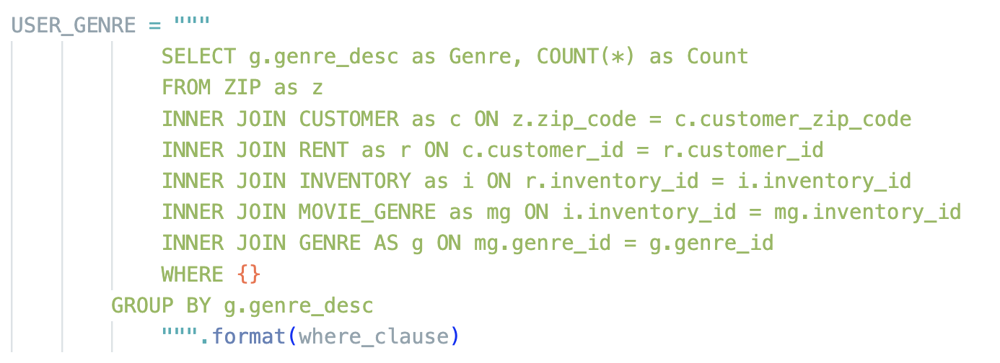 USER_GENRE = """
SELECT g.genre_desc as Genre, COUNT(*) as Count
FROM ZIP as z
INNER JOIN CUSTOMER as c ON z.zip_code = c.customer_zip_code
INNER JOIN RENT as r ON c.customer_id = r.customer_id
INNER JOIN INVENTORY as i ON r.inventory_id = i.inventory_id
INNER JOIN MOVIE_GENRE as mg ON i.inventory_id = mg.inventory_id
INNER JOIN GENRE AS g ON mg.genre_id = g.genre_id
WHERE {}
GROUP BY g.genre_desc
""".format(where_clause)